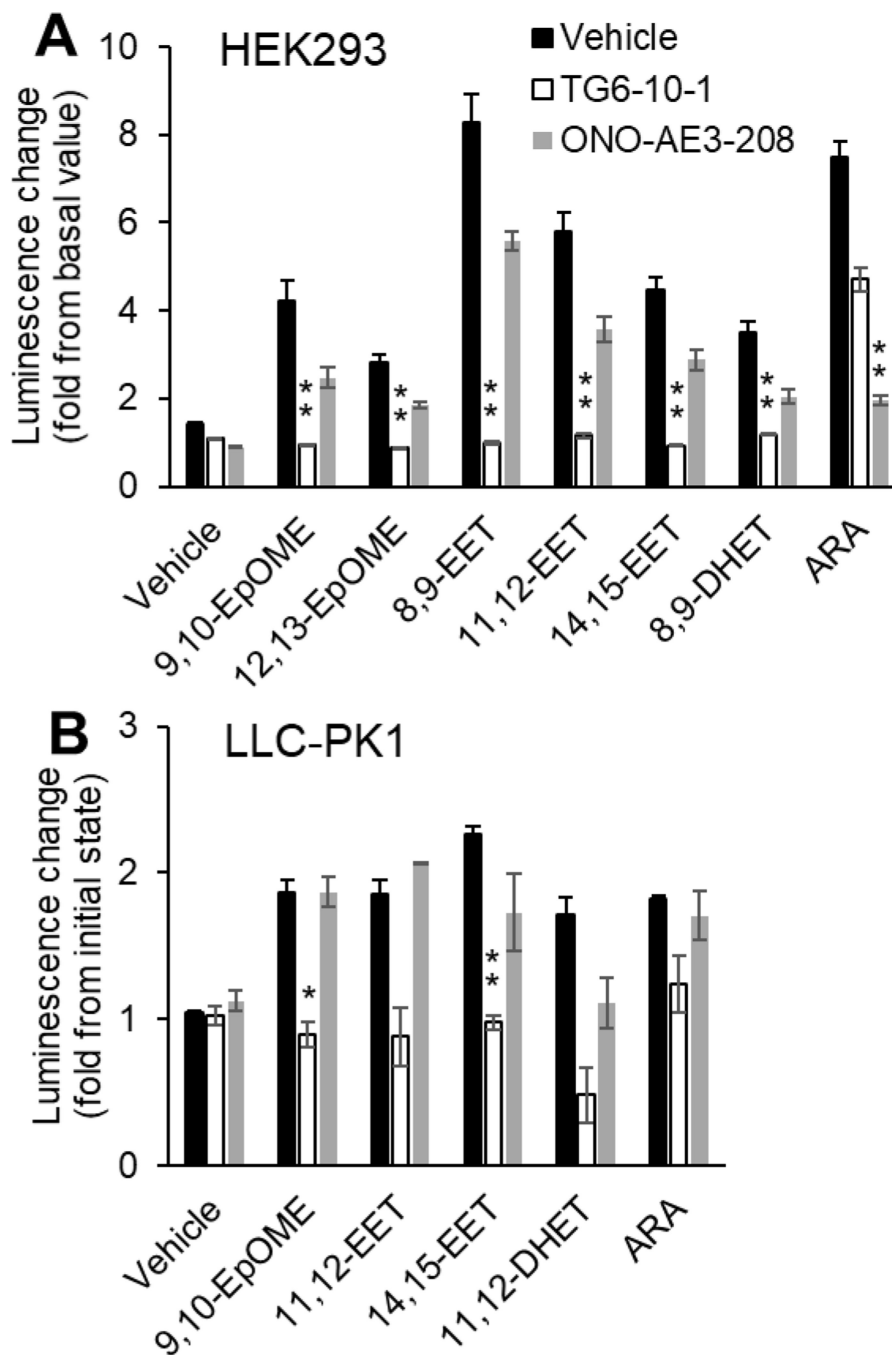 A
HEK293
Vehicle
TG6-10-1
ONO-AE3-208
Luminescence change
(fold from basal value)
10
8
6
4
2
0
**
**
**
**
**
**
**
Vehicle
9,10-EpOME
12,13-EpOME
8,9-EET
11,12-EET
14,15-EET
8,9-DHET
ARA
B
LLC-PK1
Luminescence change
(fold from initial state)
3
2
1
0
*
**
Vehicle
9,10-EpOME
11,12-EET
14,15-EET
11,12-DHET
ARA